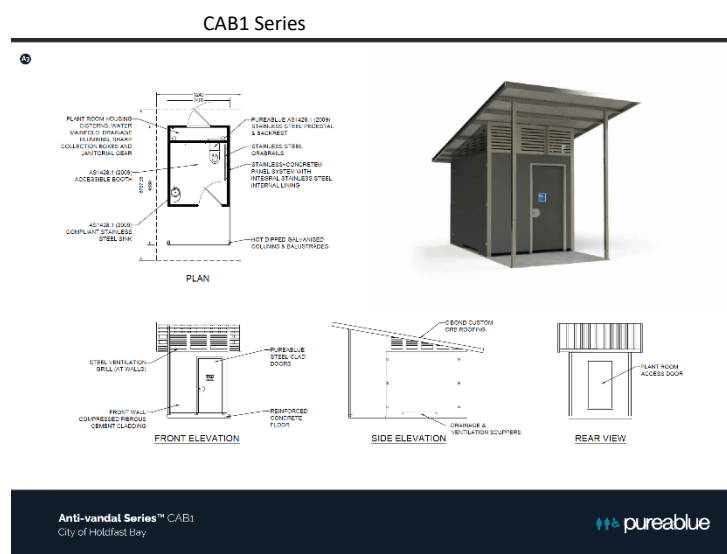 CAB1 Series
A3
2400
PLANT ROOM HOUSING
CISTERNS, WATER
MAINFOLD, DRAINAGE
PLUMBING, SHARP
COLLECTION BOXES AND
JANITORIAL GEAR
AS1428.1 (2009)
ACCESSIBLE BOOTH
AS1428.1 (2009)
COMPLIANT STAINLESS
STEEL SINK
PUREABLUE AS1428.1 (2009)
STAINLESS STEEL PEDESTAL
& BACKREST
STAINLESS STEEL
GRABRAILS
STAINLESS+CONCRETE
PANEL SYSTEM WITH
INTEGRAL STAINLESS STEEL
INTERNAL LINING
HOT DIPPED GALVANISED
COLUMNS & BALUSTRADES
PLAN
STEEL VENTILATION
GRILL (AT WALLS)
FRONT WALL
COMPRESSED FIBROUS
CEMENT CLADDING
PUREABLUE
STEEL CLAD
DOORS
REINFORCED
CONCRETE
FLOOR
FRONT ELEVATION
C/BOND CUSTOM
ORB ROOFING
DRAINAGE &
VENTILATION SCUPPERS
SIDE ELEVATION
PLANT ROOM
ACCESS DOOR
REAR VIEW
Anti-vandal Series™ CAB1
City of Holdfast Bay
pureablue